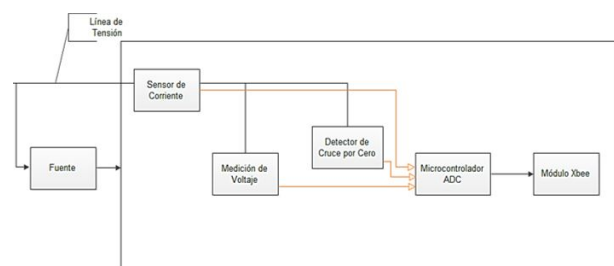 Línea de
Tensión
Sensor de
Corriente
Detector de
Cruce por Cero
Fuente
Medición de
Voltaje
Microcontrolador
ADC
Módulo Xbee